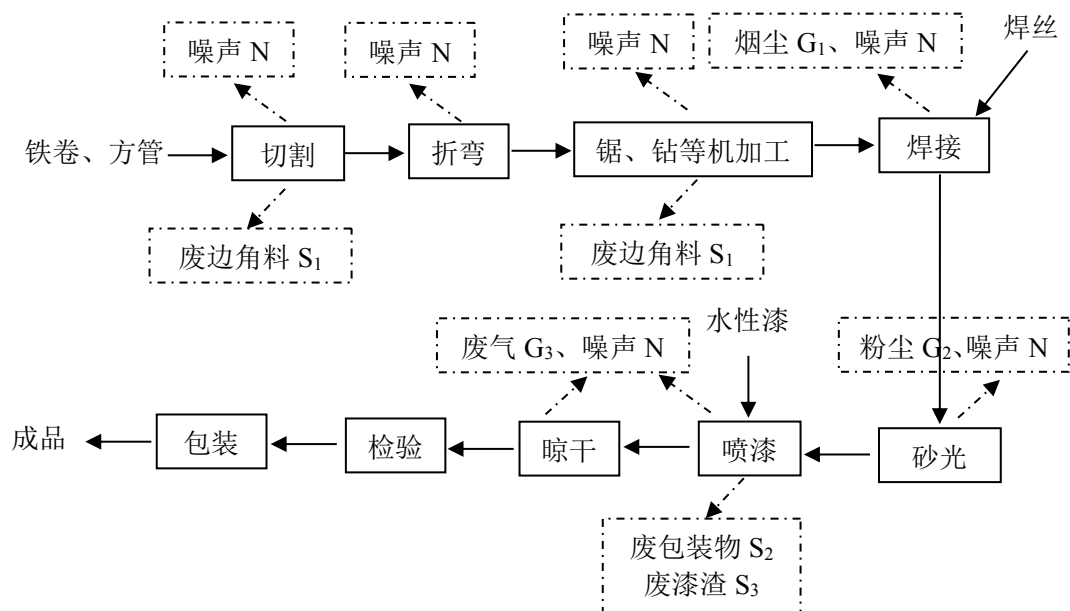 噪声 N
噪声 N
噪声 N
烟尘 G₁、噪声 N
焊丝
铁卷、方管
切割
折弯
锯、钻等机加工
焊接
废边角料 S₁
废边角料 S₁
水性漆
废气 G₃、噪声 N
粉尘 G₂、噪声 N
成品
包装
检验
晾干
喷漆
砂光
废包装物 S₂
废漆渣 S₃